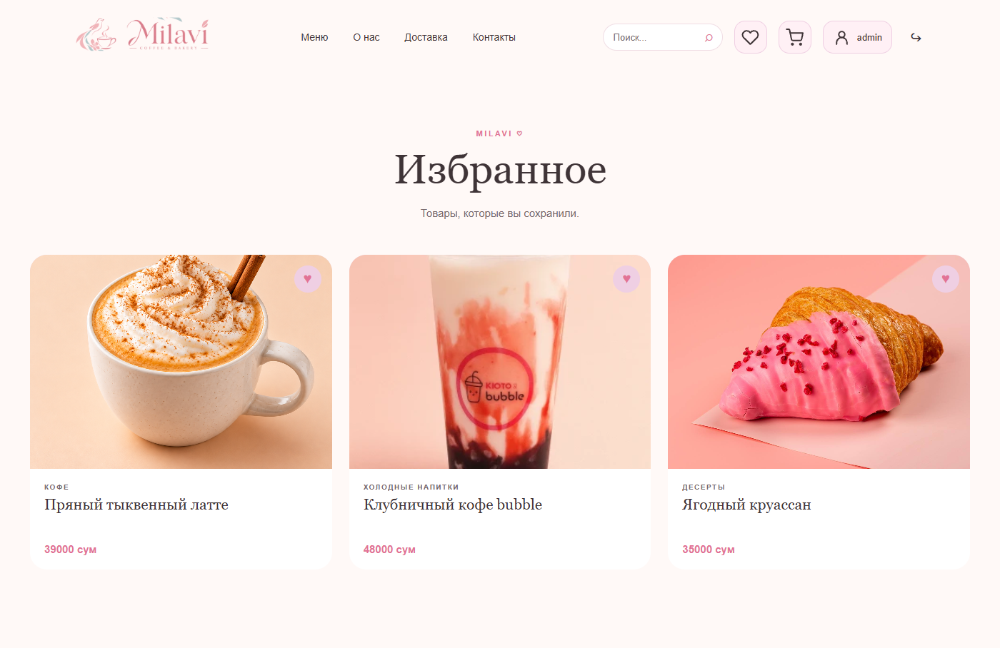 Milavi
COFFEE & BAKERY
Меню
О нас
Доставка
Контакты
Поиск...
admin
MILAVI ♡
Избранное
Товары, которые вы сохранили.
КІОТО
bubble
КОФЕ
Пряный тыквенный латте
39000 сум
ХОЛОДНЫЕ НАПИТКИ
Клубничный кофе bubble
48000 сум
ДЕСЕРТЫ
Ягодный круассан
35000 сум